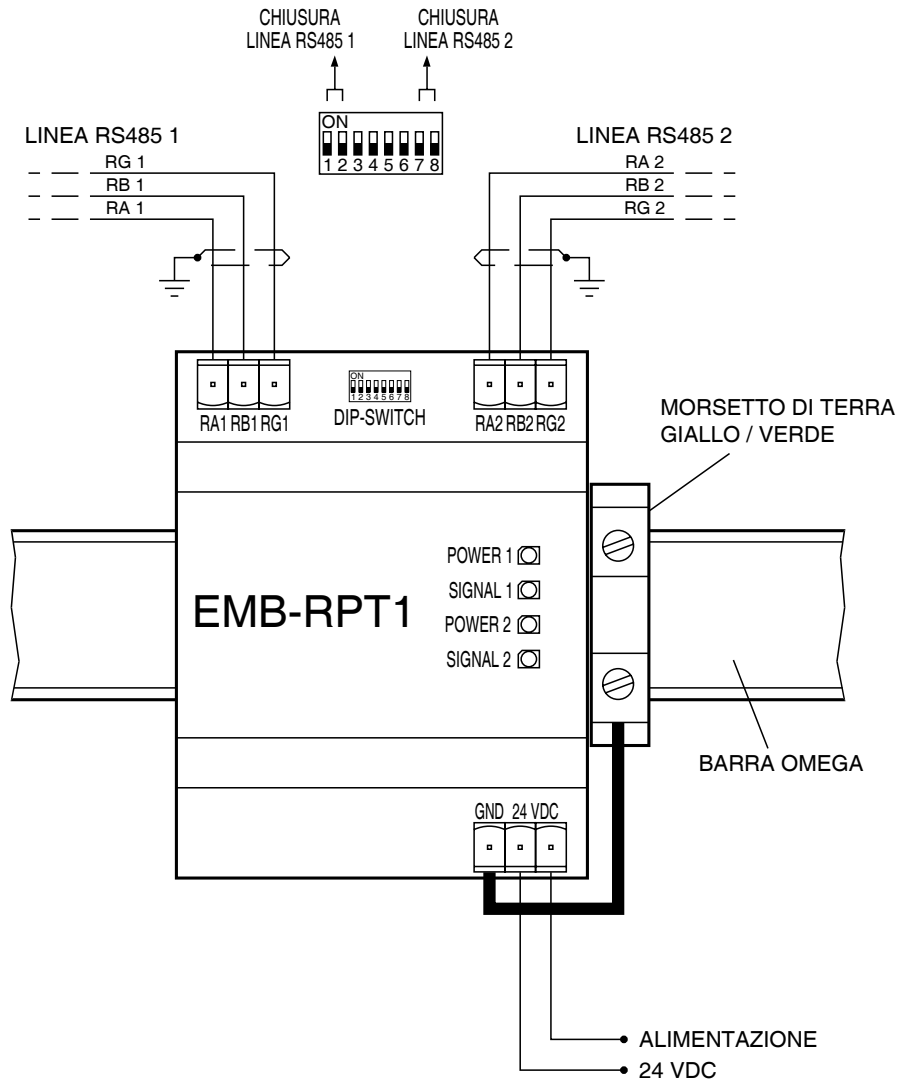 CHIUSURA
LINEA RS485 1
CHIUSURA
LINEA RS485 2
ON
1 2 3 4 5 6 7 8
LINEA RS485 1
RG 1
RB 1
RA 1
LINEA RS485 2
RA 2
RB 2
RG 2
ON
1 2 3 4 5 6 7 8
RA1 RB1 RG1
DIP-SWITCH
RA2 RB2 RG2
MORSETTO DI TERRA
GIALLO / VERDE
POWER 1
SIGNAL 1
POWER 2
SIGNAL 2
EMB-RPT1
BARRA OMEGA
GND 24 VDC
ALIMENTAZIONE
24 VDC